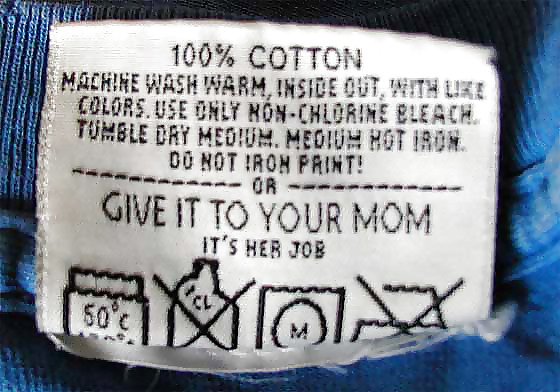 100% COTTON
MACHINE WASH WARM, INSIDE OUT, WITH LIKE
COLORS. USE ONLY NON-CHLORINE BLEACH.
TUMBLE DRY MEDIUM. MEDIUM HOT IRON.
DO NOT IRON PRINT!
OR
GIVE IT TO YOUR MOM
IT'S HER JOB
50°C CL M